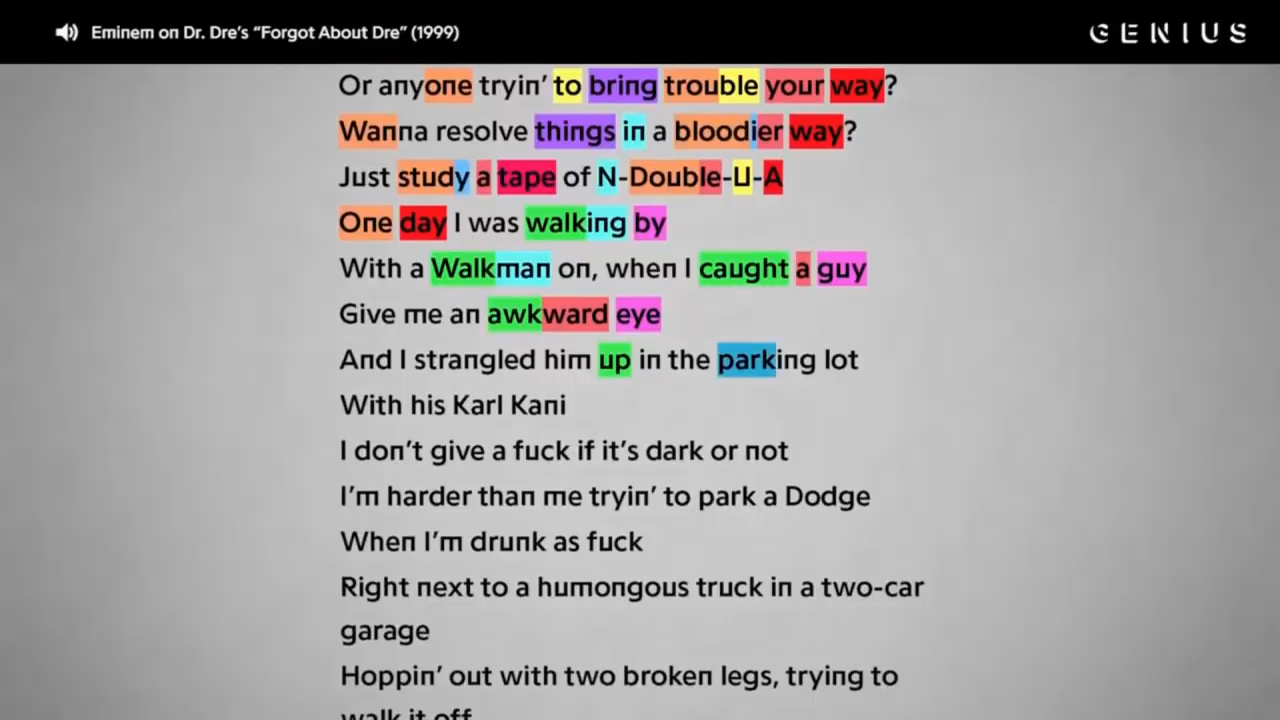 Eminem on Dr. Dre's “Forgot About Dre” (1999)
GENIUS
Or anyone tryin’ to bring trouble your way?
Wanna resolve things in a bloodier way?
Just study a tape of N-Double-U-A
One day I was walking by
With a Walkman on, when I caught a guy
Give me an awkward eye
And I strangled him up in the parking lot
With his Karl Kani
I don’t give a fuck if it’s dark or not
I’m harder than me tryin’ to park a Dodge
When I’m drunk as fuck
Right next to a humongous truck in a two-car
garage
Hoppin’ out with two broken legs, trying to
walk it off